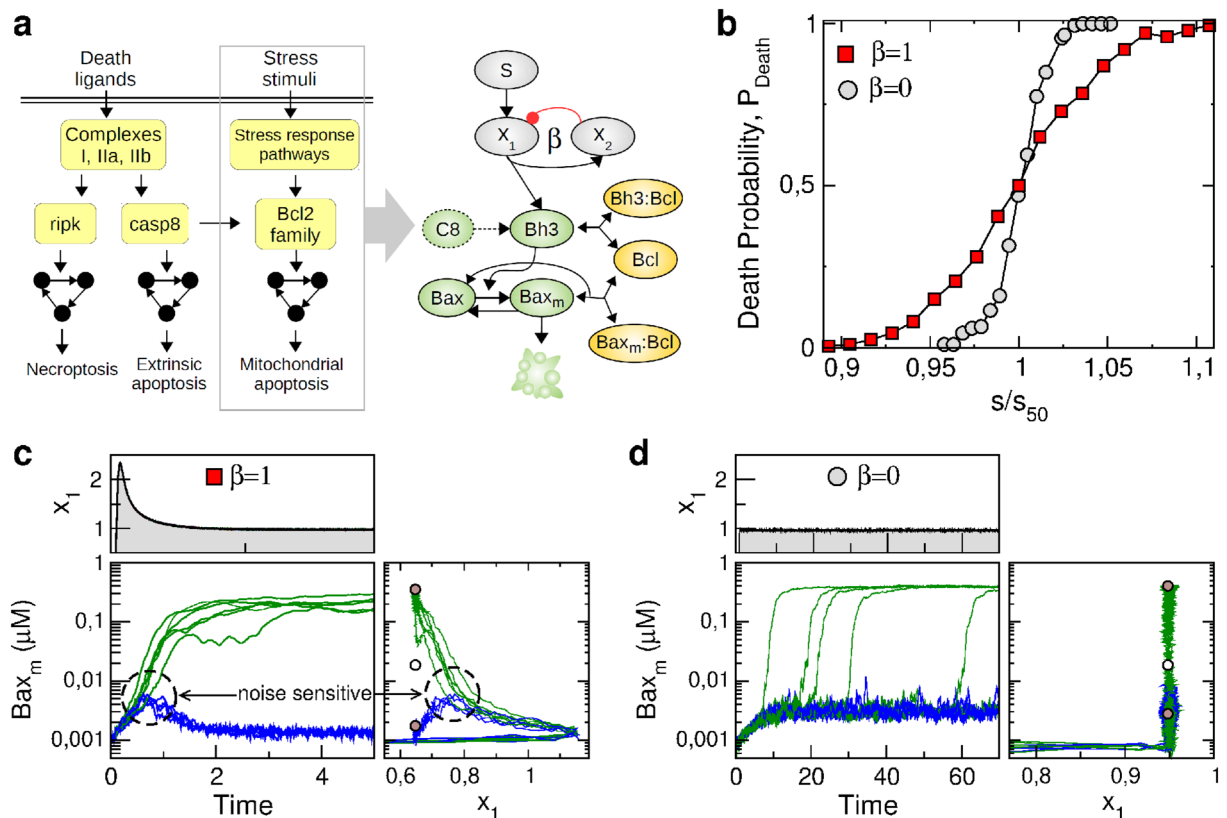 a
Death
ligands
Stress
stimuli
Complexes
I, IIa, IIb
Stress response
pathways
ripk
casp8
Bcl2
family
Necroptosis
Extrinsic
apoptosis
Mitochondrial
apoptosis
S
X1
β
X2
Bh3:Bcl
C8
Bh3
Bcl
Bax
Baxm
Baxm:Bcl
b
Death Probability, PDeath
1
0,5
0
β=1
β=0
0,9
0,95
1
1,05
1,1
s/s50
c
x1
2
1
β=1
Baxm (μM)
1
0,1
0,01
0,001
noise sensitive
0
2
4
Time
0,6
0,8
1
x1
d
x1
2
1
β=0
Baxm (μM)
1
0,1
0,01
0,001
0
20
40
60
Time
0,8
0,9
1
x1